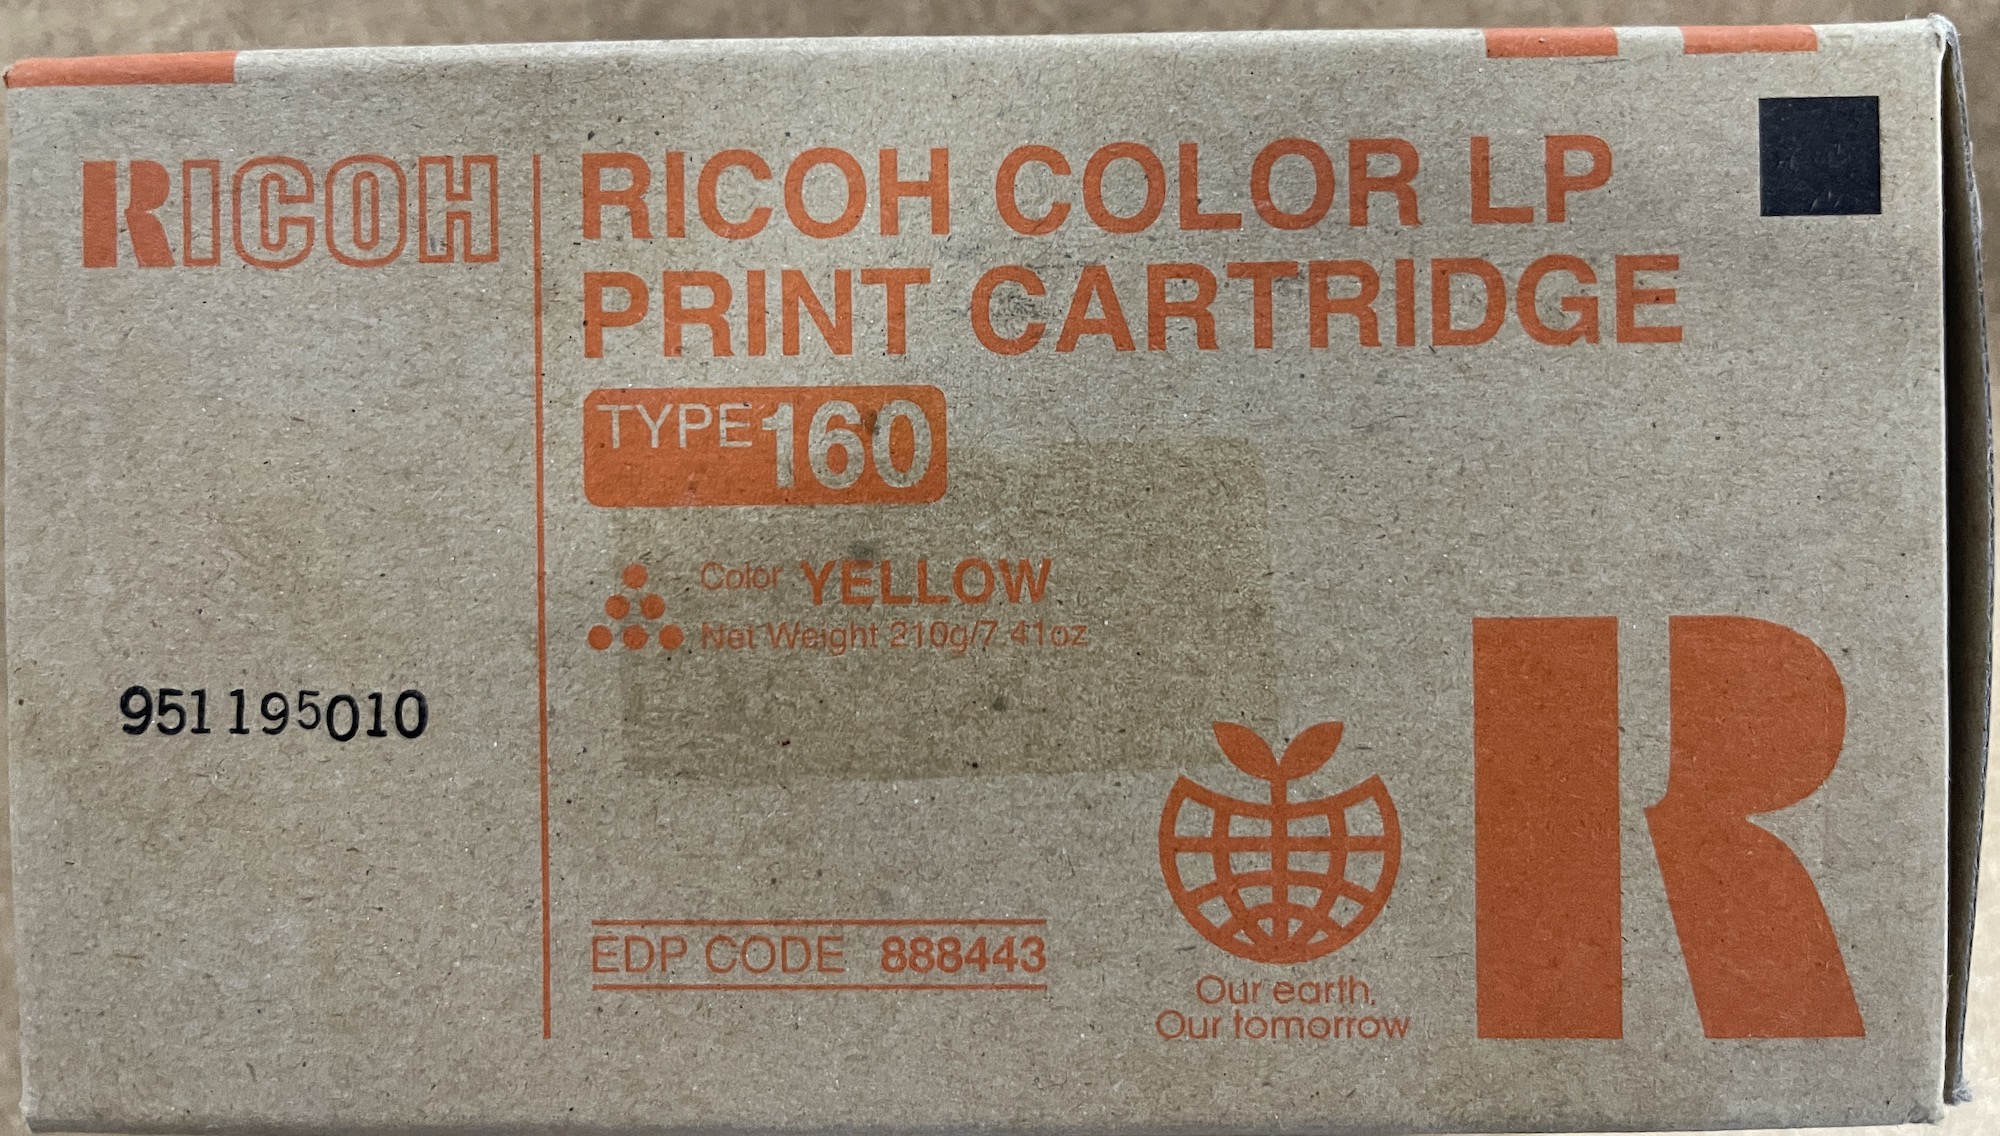 RICOH
RICOH COLOR LP
PRINT CARTRIDGE
TYPE 160
Color YELLOW
Net Weight 210g/7.41oz
951195010
EDP CODE 888443
Our earth,
Our tomorrow
R